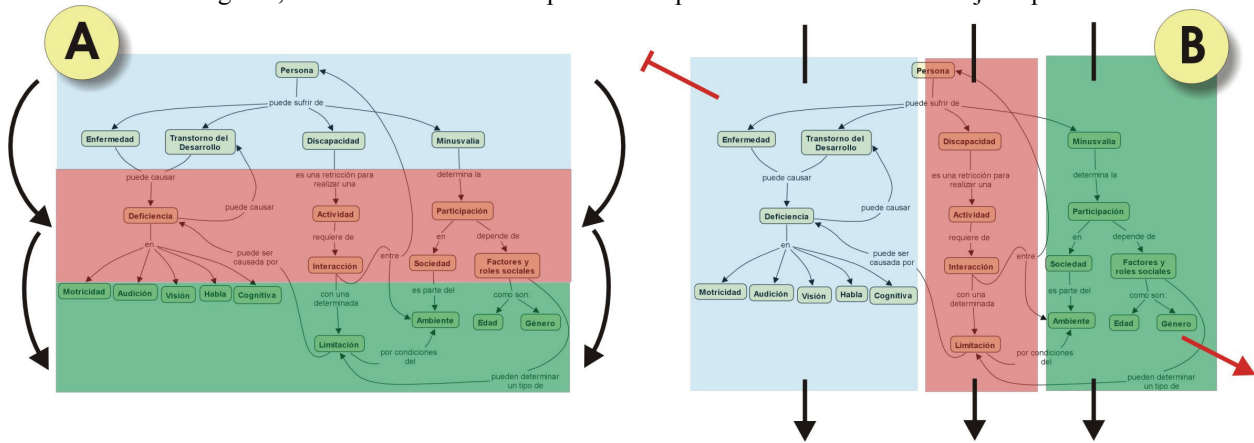 A
Persona
puede sufrir de
Enfermedad
Transtorno del
Desarrollo
Discapacidad
Minusvalia
puede causar
es una retricción para
realizar una
determina la
Deficiencia
puede causar
Actividad
Participación
en
puede ser
causada por
requiere de
entre
en
depende de
Interacción
Sociedad
Factores y
roles sociales
Motricidad
Audición
Visión
Habla
Cognitiva
con una
determinada
es parte del
como son:
Ambiente
Edad
Género
Limitación
por condiciones
del
pueden determinar
un tipo de
B
Persona
puede sufrir de
Enfermedad
Transtorno del
Desarrollo
Discapacidad
Minusvalia
puede causar
es una retricción para
realizar una
determina la
puede causar
Deficiencia
Actividad
Participación
en
puede ser
causada por
requiere de
entre
en
depende de
Interacción
Sociedad
Factores y
roles sociales
Motricidad
Audición
Visión
Habla
Cognitiva
con una
determinada
es parte del
como son:
Ambiente
Edad
Género
Limitación
por condiciones
del
pueden determinar
un tipo de